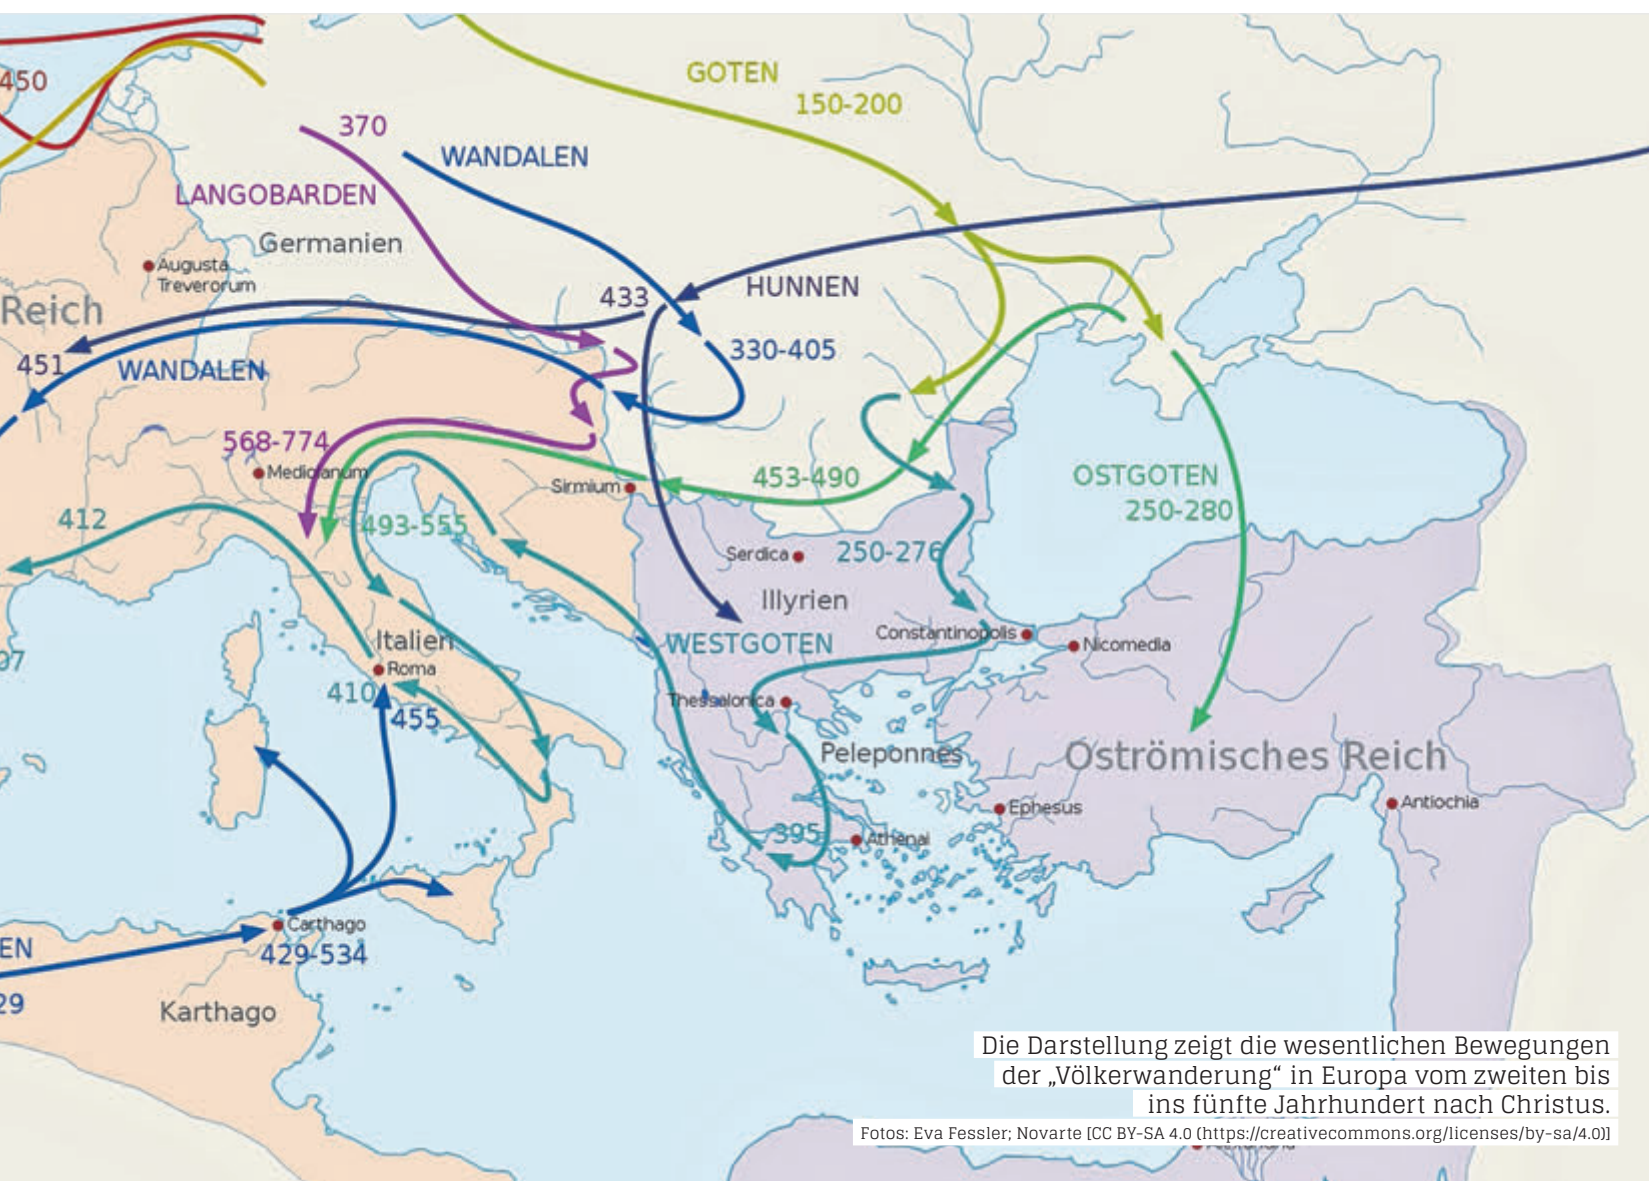 450
GOTEN
150-200
370
WANDALEN
LANGOBARDEN
Germanien
Augusta
Treverorum
Reich
433
HUNNEN
451
WANDALEN
330-405
568-774
Mediolanum
Sirmium
453-490
OSTGOTEN
250-280
412
493-555
Serdica
250-276
Illyrien
Italien
WESTGOTEN
Constantinopolis
Nicomedia
07
Roma
410
455
Thessalonica
Peleponnes
Oströmisches Reich
Ephesus
Antiochia
395
Athenai
Carthago
EN
429-534
29
Karthago
Die Darstellung zeigt die wesentlichen Bewegungen
der „Völkerwanderung“ in Europa vom zweiten bis
ins fünfte Jahrhundert nach Christus.
Fotos: Eva Fessler; Novarte [CC BY-SA 4.0 (https://creativecommons.org/licenses/by-sa/4.0)]